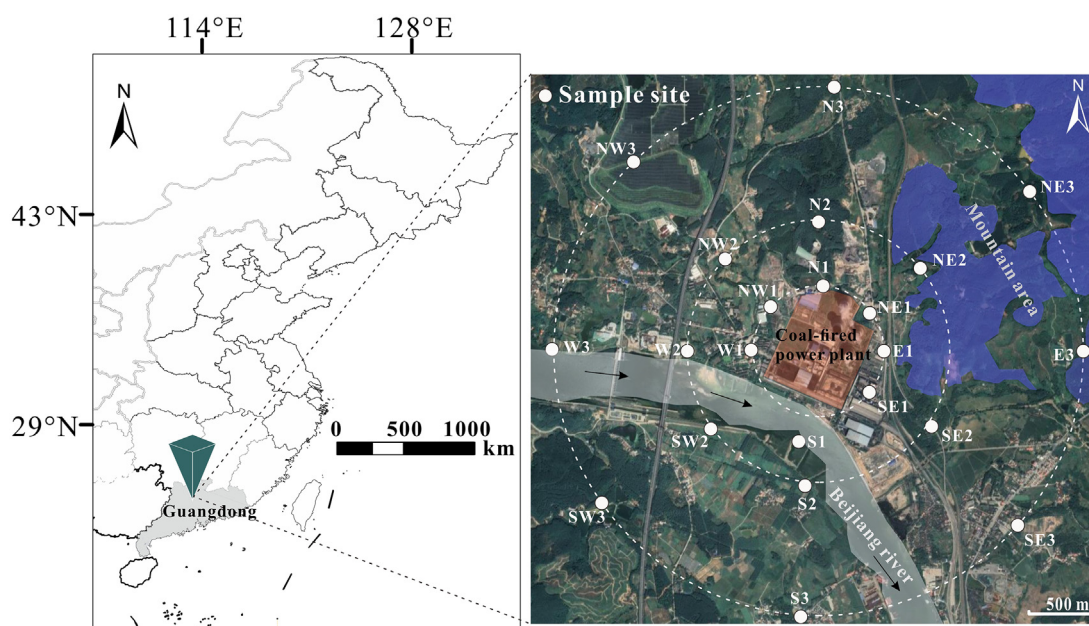 114°E 128°E
N
43°N
29°N
0 500 1000
km
Guangdong
Sample site
N
N3
NW3
NE3
N2
NW2
NE2
Mountain area
N1
NW1
NE1
Coal-fired
power plant
W3
W2
W1
E1
E3
SE1
SW2
S1
SE2
S2
SW3
Beijiang river
SE3
S3
500 m